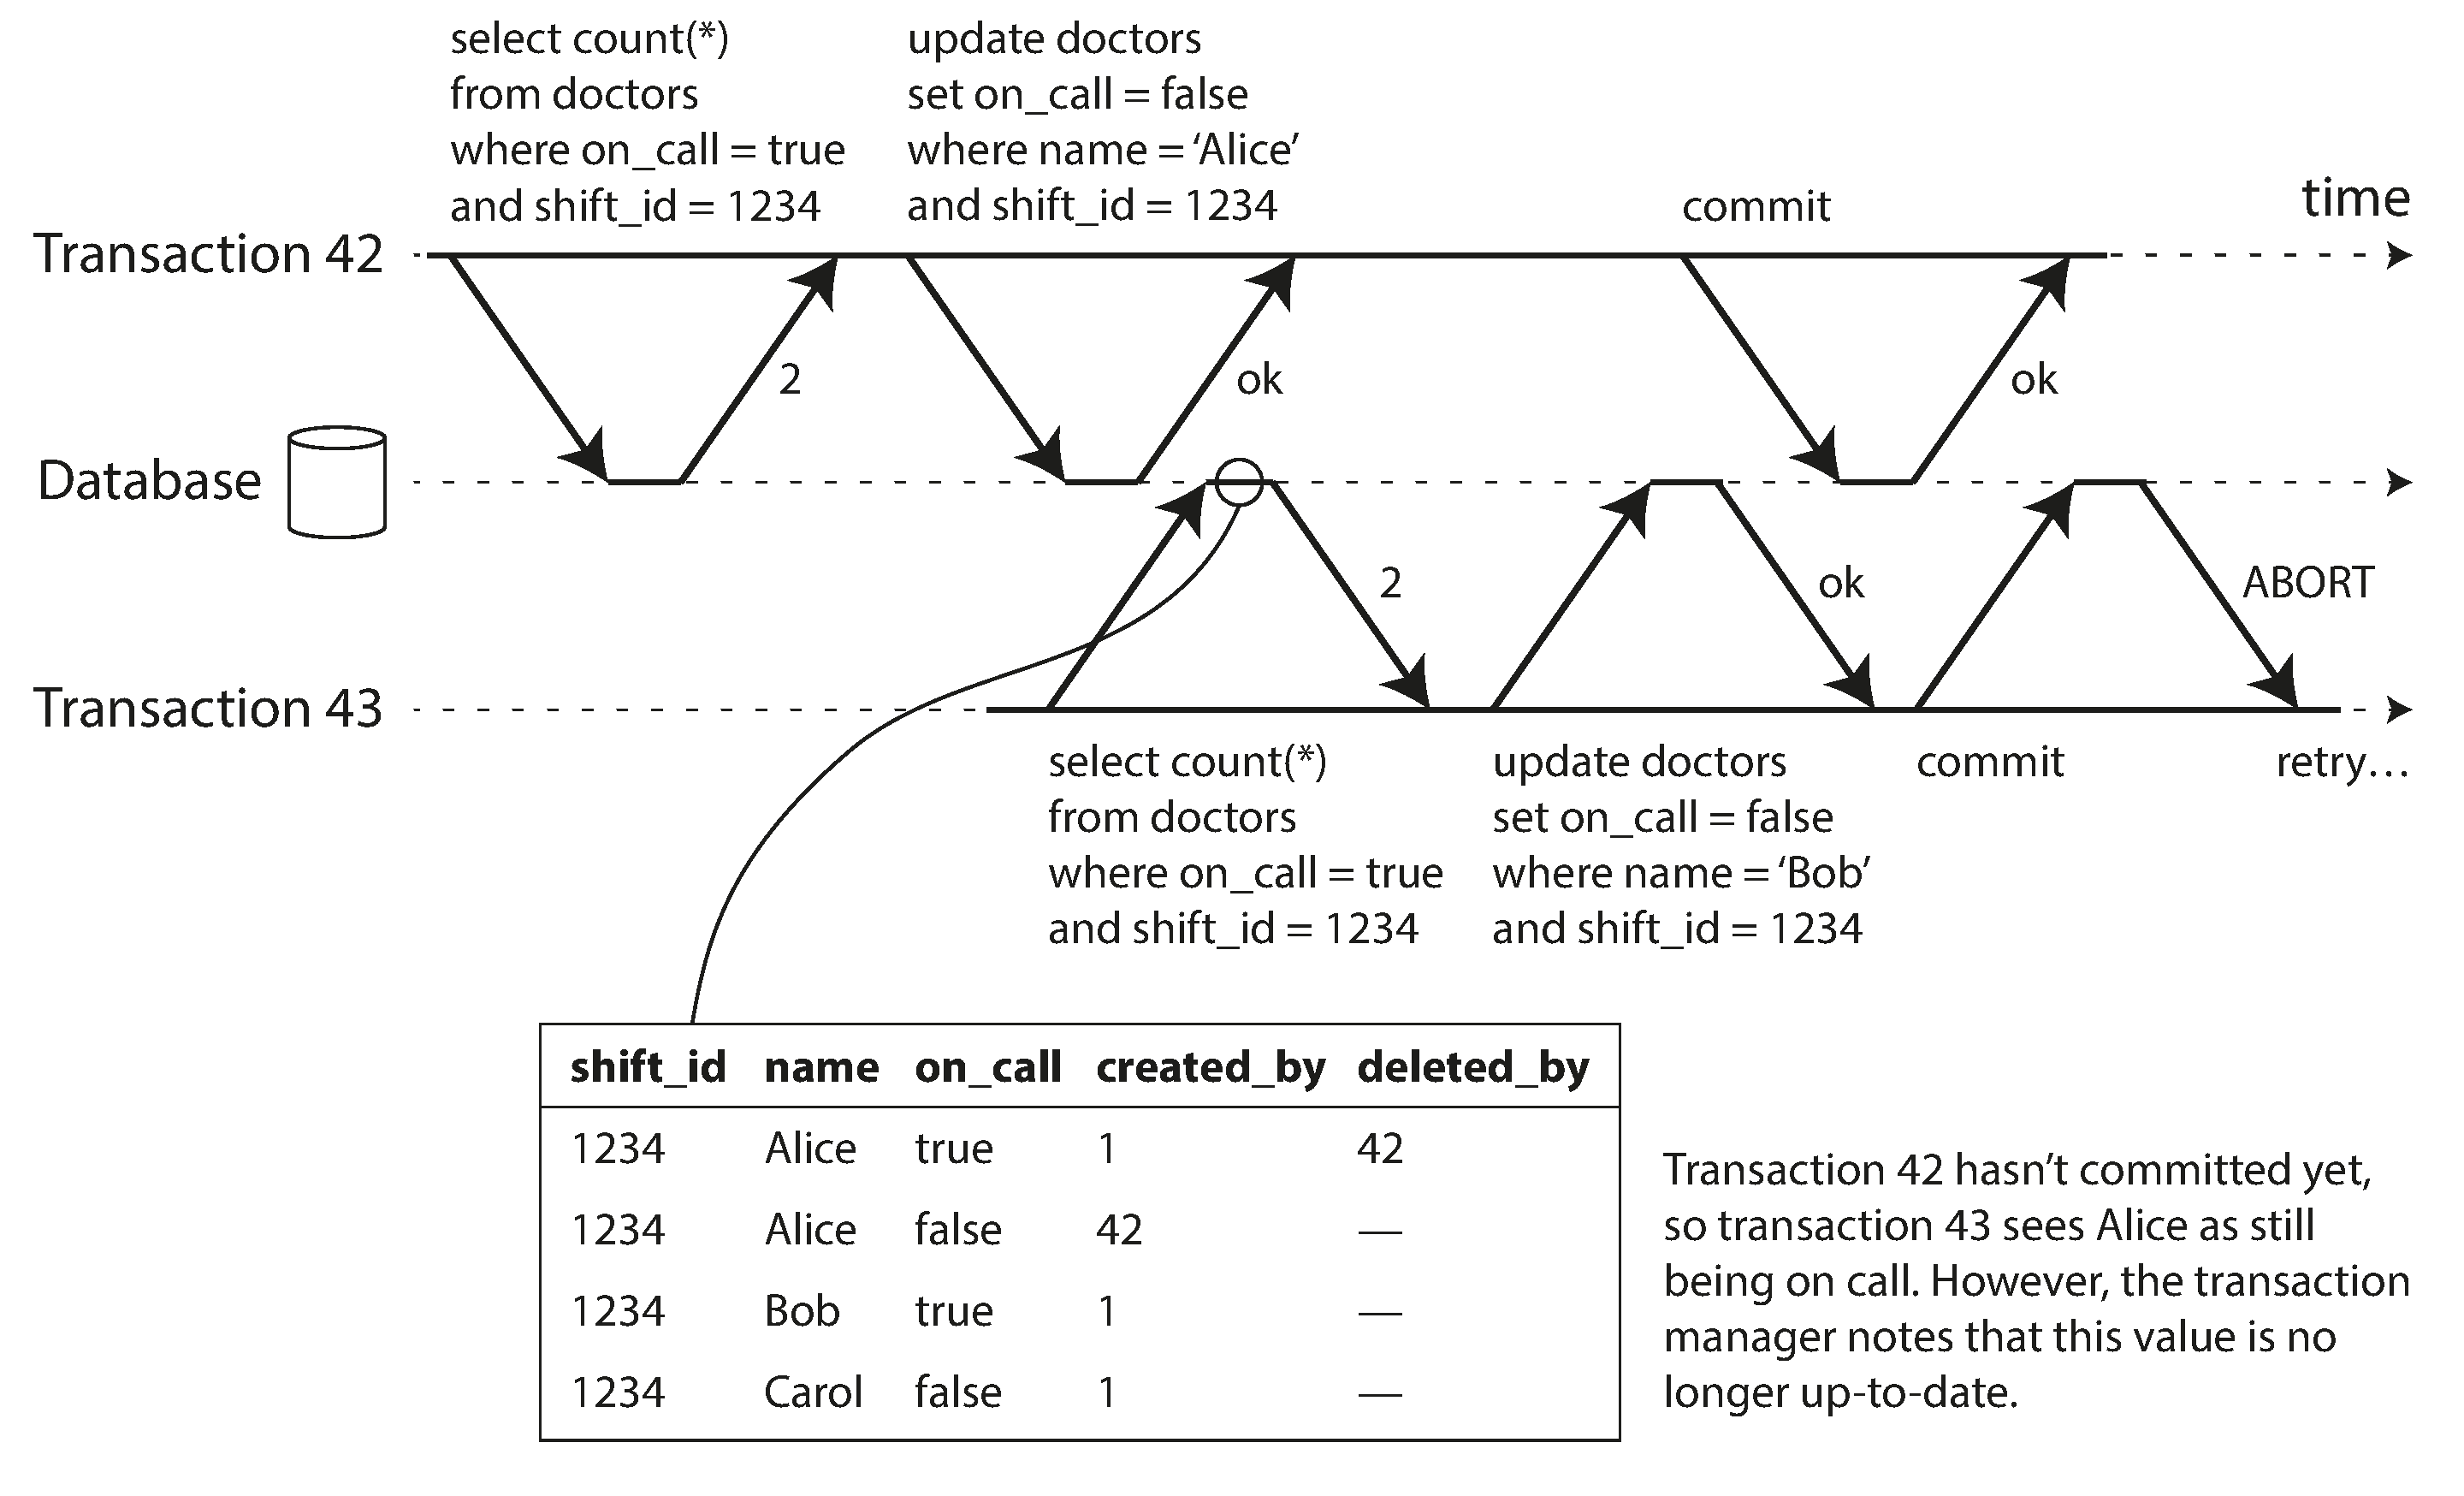 select count(*)
from doctors
where on_call = true
and shift_id = 1234
update doctors
set on_call = false
where name = ‘Alice’
and shift_id = 1234
commit
time
Transaction 42
2
ok
ok
Database
2
ok
ABORT
Transaction 43
select count(*)
from doctors
where on_call = true
and shift_id = 1234
update doctors
set on_call = false
where name = ‘Bob’
and shift_id = 1234
commit
retry…
shift_id name on_call created_by deleted_by
1234 Alice true 1 42
1234 Alice false 42 —
1234 Bob true 1 —
1234 Carol false 1 —
Transaction 42 hasn’t committed yet,
so transaction 43 sees Alice as still
being on call. However, the transaction
manager notes that this value is no
longer up-to-date.